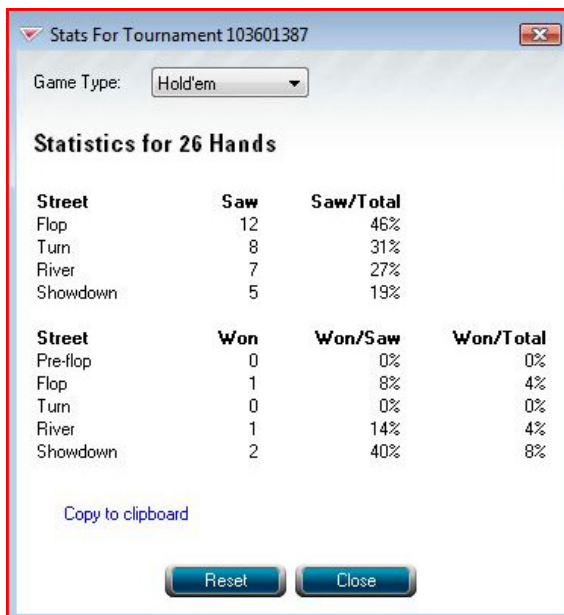 Stats For Tournament 103601387
Game Type: Hold'em
Statistics for 26 Hands
Street Saw Saw/Total
Flop 12 46%
Turn 8 31%
River 7 27%
Showdown 5 19%
Street Won Won/Saw Won/Total
Pre-flop 0 0% 0%
Flop 1 8% 4%
Turn 0 0% 0%
River 1 14% 4%
Showdown 2 40% 8%
Copy to clipboard
Reset Close